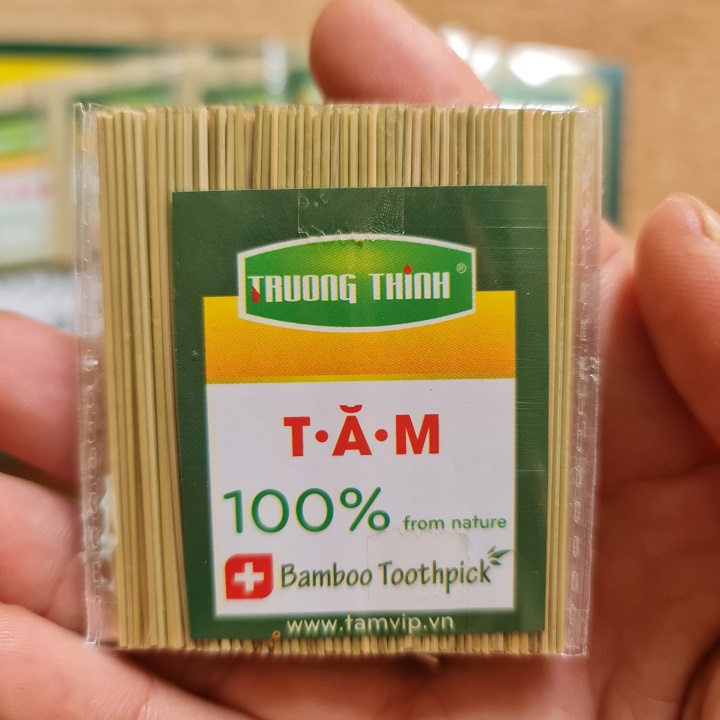 TRUONG THINH®
T·Ă·M
100% from nature
Bamboo Toothpick
www.tamvip.vn